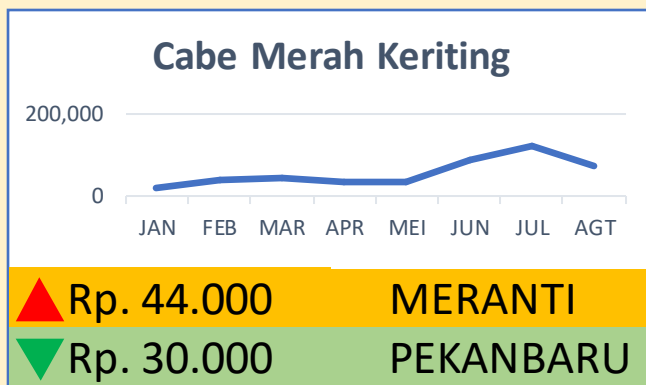 Cabe Merah Keriting
200,000
0
JAN FEB MAR APR MEI JUN JUL AGT
Rp. 44.000 MERANTI
Rp. 30.000 PEKANBARU